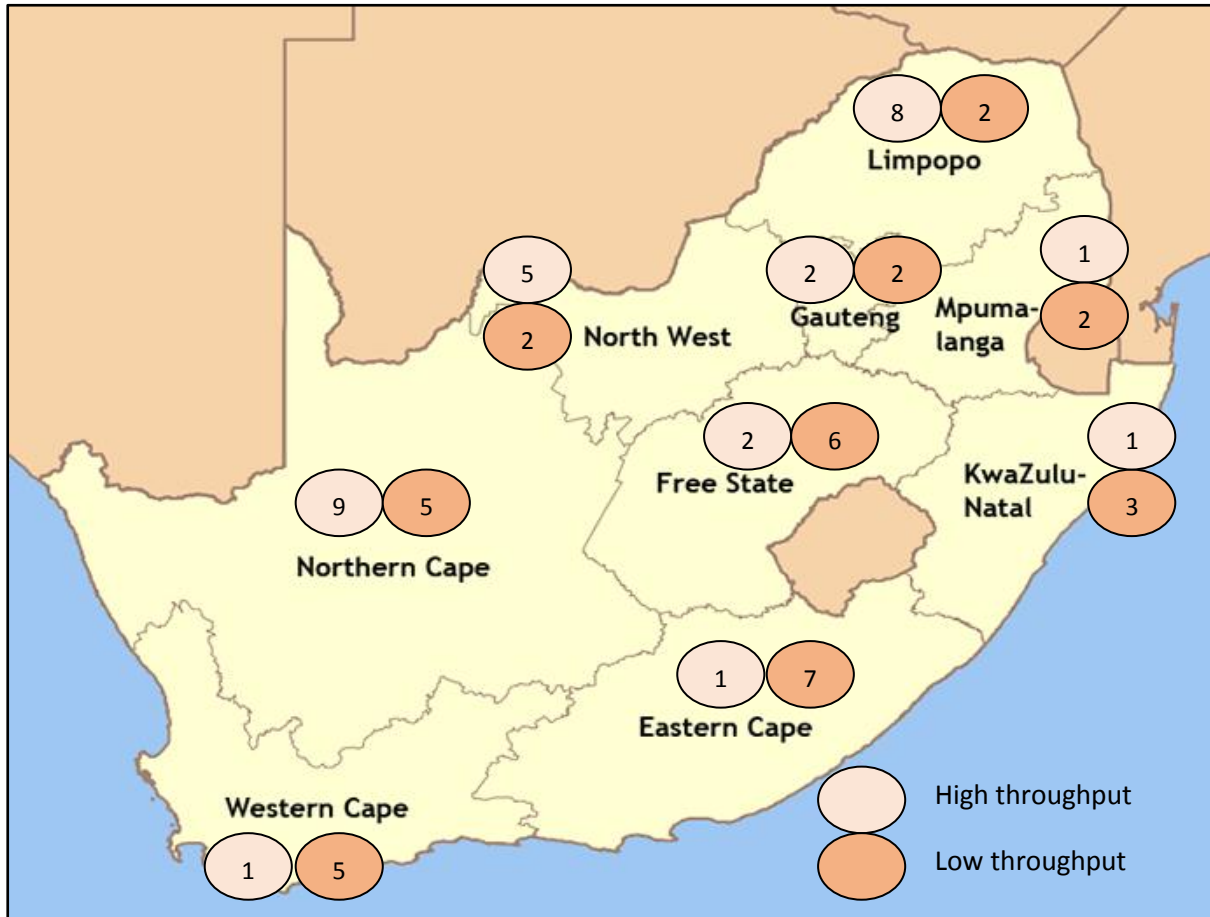 8 2
Limpopo
1
5
2 2
Gauteng
Mpuma-
langa
2
North West
2
2 6
Free State
1
KwaZulu-
Natal
3
9 5
Northern Cape
1 7
Eastern Cape
Western Cape
1 5
High throughput
Low throughput